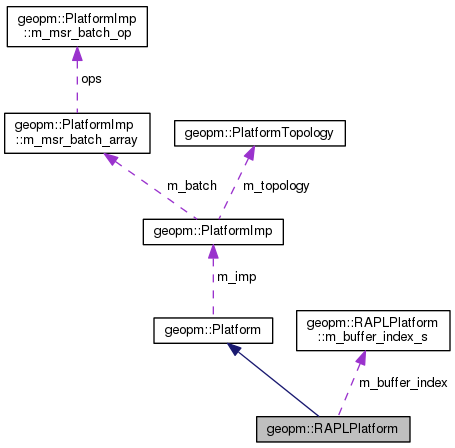 geopm::PlatformImp
::m_msr_batch_op
ops
geopm::PlatformImp
::m_msr_batch_array
geopm::PlatformTopology
m_batch
m_topology
geopm::PlatformImp
m_imp
geopm::Platform
geopm::RAPLPlatform
::m_buffer_index_s
m_buffer_index
geopm::RAPLPlatform